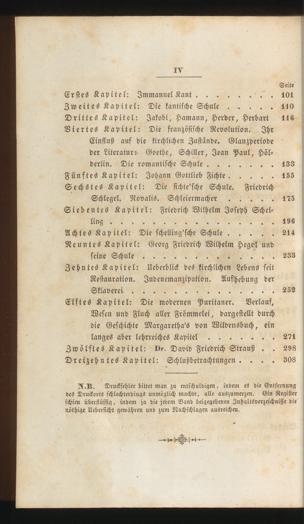 IV
Seite
Erstes Kapitel: Immanuel Kant . . . . . . . . 101
Zweites Kapitel: Die kantische Schule . . . . . . 110
Drittes Kapitel: Jakobi, Hamann, Herder, Herbart 116
Viertes Kapitel: Die französische Revolution. Ihr
Einfluß auf die kirchlichen Zustände. Glanzperiode
der Literatur: Goethe, Schiller, Jean Paul, Höl-
derlin. Die romantische Schule . . . . . . . 133
Fünftes Kapitel: Johann Gottlieb Fichte . . . . . 155
Sechstes Kapitel: Die fichte'sche Schule. Friedrich
Schlegel. Novalis. Schleiermacher . . . . . . 175
Siebentes Kapitel: Friedrich Wilhelm Joseph Schel-
ling . . . . . . . . . . . . . . . 196
Achtes Kapitel: Die schelling'sche Schule . . . . . 214
Neuntes Kapitel: Georg Friedrich Wilhelm Hegel und
seine Schule . . . . . . . . . . . . . 233
Zehntes Kapitel: Ueberblick des kirchlichen Lebens seit
Restauration. Judenemanzipation. Aufhebung der
Sklaverei . . . . . . . . . . . . . . 252
Elftes Kapitel: Die modernen Puritaner. Verlauf,
Wesen und Fluch aller Frömmelei, dargestellt durch
die Geschichte Margaretha's von Wildensbuch, ein
langes aber lehrreiches Kapitel . . . . . . . 271
Zwölftes Kapitel: Dr. David Friedrich Strauß . . 298
Dreizehntes Kapitel: Schlußbetrachtungen . . . . 308
N.B. Druckfehler bittet man zu entschuldigen, indem es die Entfernung
des Druckorts schlechterdings unmöglich machte, alle auszumerzen. Ein Register
schien überflüssig, indem ja die jedem Band beigegebenen Inhaltsverzeichnisse die
nöthige Uebersicht gewähren und zum Nachschlagen ausreichen.